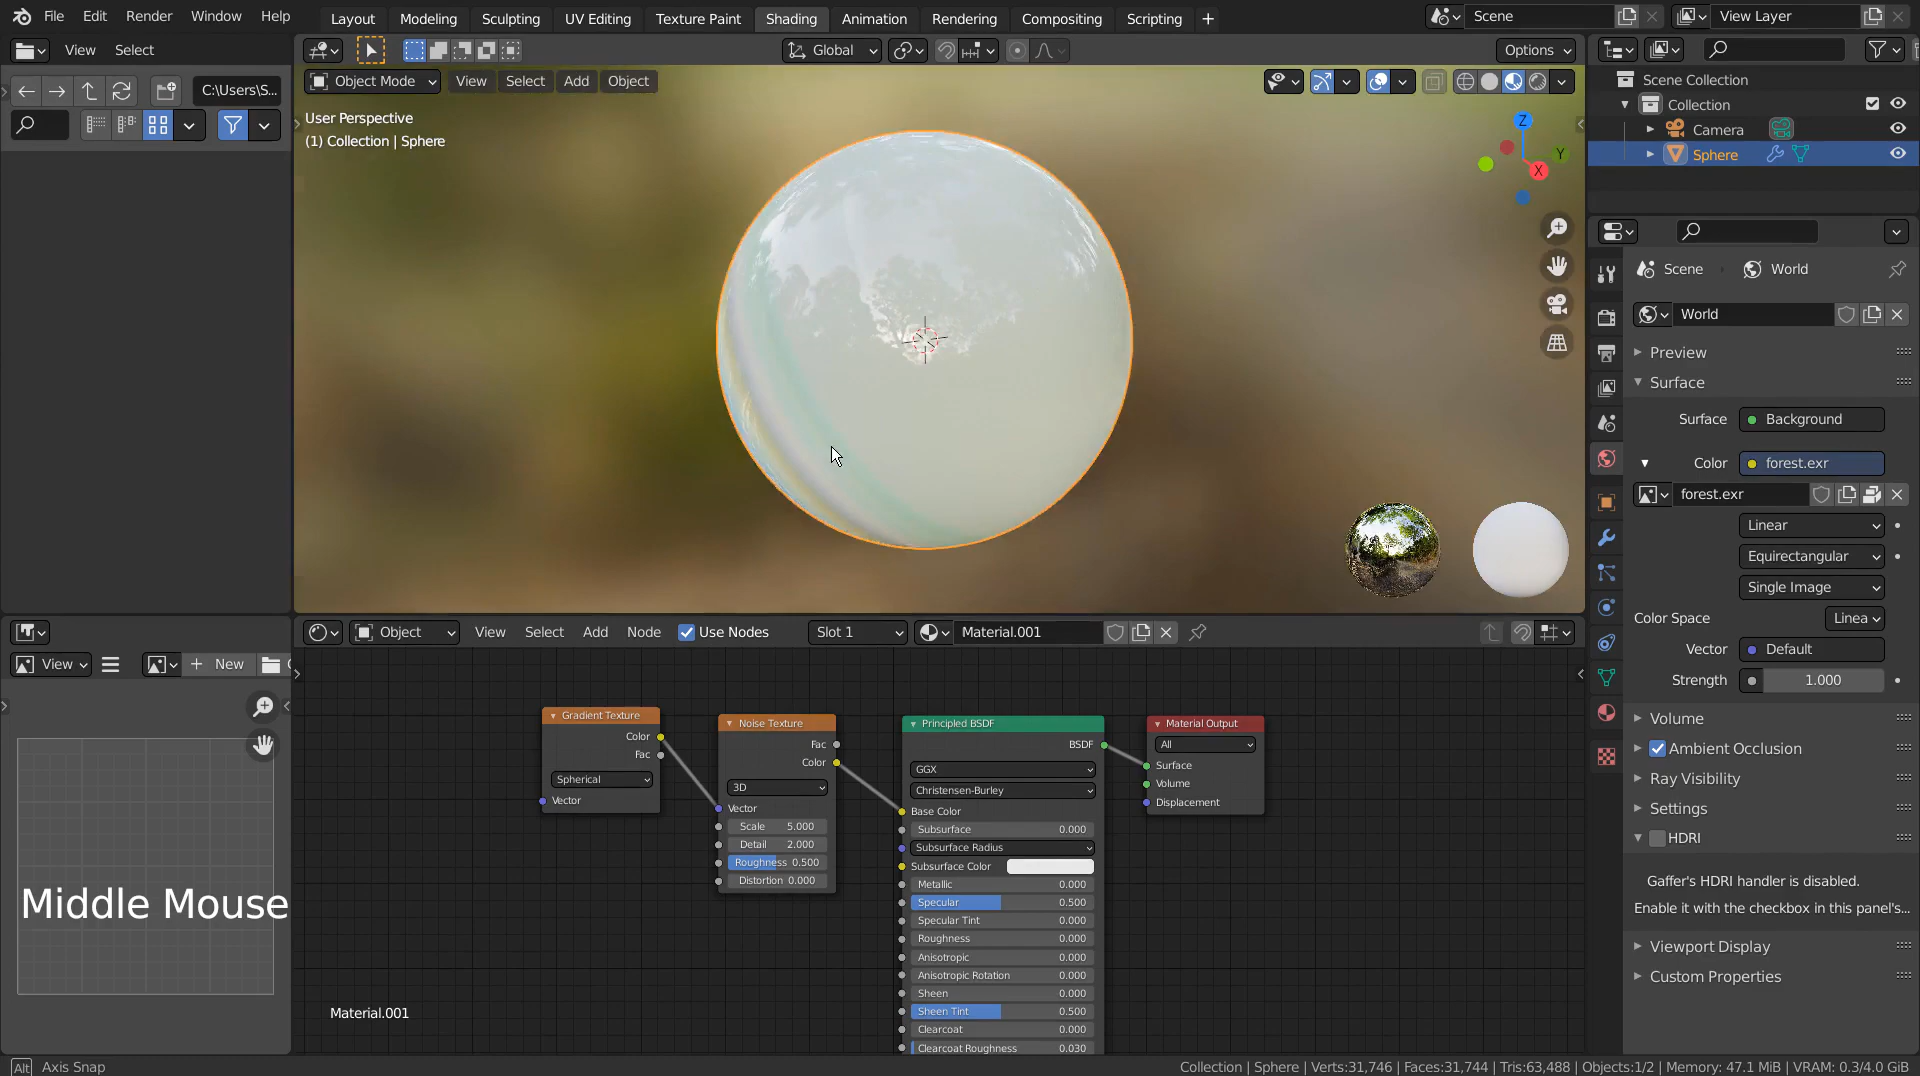 File Edit Render Window Help Layout Modeling Sculpting UV Editing Texture Paint Shading Animation Rendering Compositing Scripting + Scene View Layer
View Select Global Options
C:\Users\S...
Object Mode View Select Add Object
User Perspective
(1) Collection | Sphere
Z
Y
X
Scene Collection
Collection
Camera
Sphere
Scene World
World
Preview
Surface
Surface Background
Color forest.exr
forest.exr
Linear
Equirectangular
Single Image
Color Space Linea
Vector Default
Strength 1.000
Volume
Ambient Occlusion
Ray Visibility
Settings
HDRI
Gaffer's HDRI handler is disabled.
Enable it with the checkbox in this panel's...
Viewport Display
Custom Properties
Object View Select Add Node Use Nodes Slot 1 Material.001
View + New
Middle Mouse
Gradient Texture
Color
Fac
Spherical
Vector
Noise Texture
Fac
Color
3D
Vector
Scale 5.000
Detail 2.000
Roughness 0.500
Distortion 0.000
Principled BSDF
BSDF
GGX
Christensen-Burley
Base Color
Subsurface 0.000
Subsurface Radius
Subsurface Color
Metallic 0.000
Specular 0.500
Specular Tint 0.000
Roughness 0.000
Anisotropic 0.000
Anisotropic Rotation 0.000
Sheen 0.000
Sheen Tint 0.500
Clearcoat 0.000
Clearcoat Roughness 0.030
Material Output
All
Surface
Volume
Displacement
Material.001
Alt Axis Snap
Collection | Sphere | Verts:31,746 | Faces:31,744 | Tris:63,488 | Objects:1/2 | Memory: 47.1 MiB | VRAM: 0.3/4.0 GiB